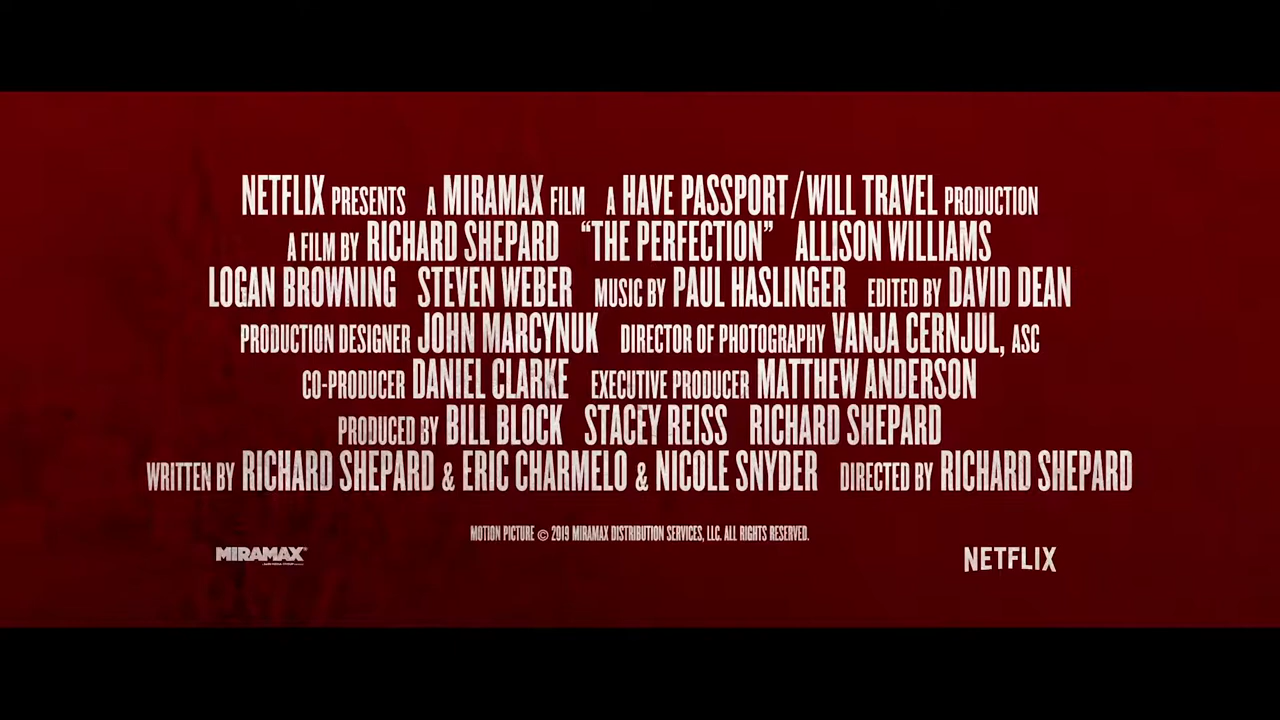 NETFLIX PRESENTS A MIRAMAX FILM A HAVE PASSPORT/WILL TRAVEL PRODUCTION
A FILM BY RICHARD SHEPARD "THE PERFECTION" ALLISON WILLIAMS
LOGAN BROWNING STEVEN WEBER MUSIC BY PAUL HASLINGER EDITED BY DAVID DEAN
PRODUCTION DESIGNER JOHN MARCYNUK DIRECTOR OF PHOTOGRAPHY VANJA CERNJUL, ASC
CO-PRODUCER DANIEL CLARKE EXECUTIVE PRODUCER MATTHEW ANDERSON
PRODUCED BY BILL BLOCK STACEY REISS RICHARD SHEPARD
WRITTEN BY RICHARD SHEPARD & ERIC CHARMELO & NICOLE SNYDER DIRECTED BY RICHARD SHEPARD
MOTION PICTURE © 2019 MIRAMAX DISTRIBUTION SERVICES, LLC. ALL RIGHTS RESERVED.
MIRAMAX
NETFLIX